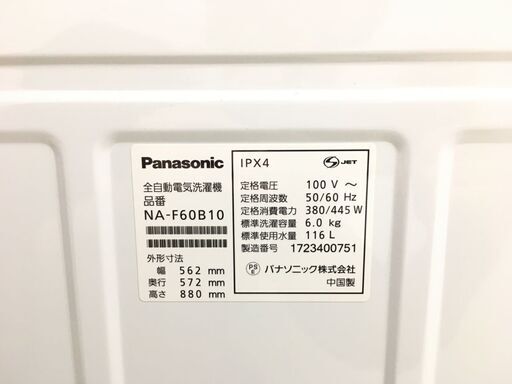 Panasonic
全自動電気洗濯機
品番
NA-F60B10
外形寸法
幅 562 mm
奥行 572 mm
高さ 880 mm
IPX4
S JET
定格電圧 100 V ～
定格周波数 50/60 Hz
定格消費電力 380/445 W
標準洗濯容量 6.0 kg
標準使用水量 116 L
製造番号 1723400751
PS E パナソニック株式会社
中国製